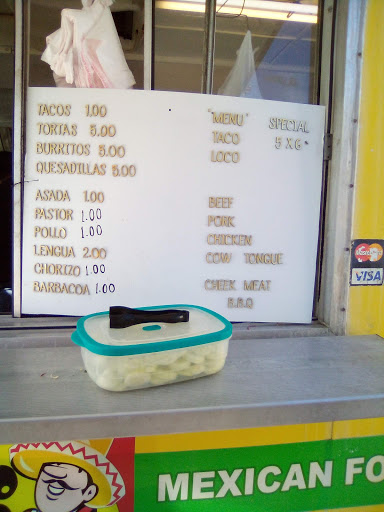 TACOS 1.00
TORTAS 5.00
BURRITOS 5.00
QUESADILLAS 5.00
ASADA 1.00
PASTOR 1.00
POLLO 1.00
LENGUA 2.00
CHORIZO 1.00
BARBACOA 1.00
"MENU" SPECIAL
TACO 5 X 6
LOCO
BEEF
PORK
CHICKEN
COW TONGUE
CHEEK MEAT
B.B.Q
MasterCard
VISA
MEXICAN FO